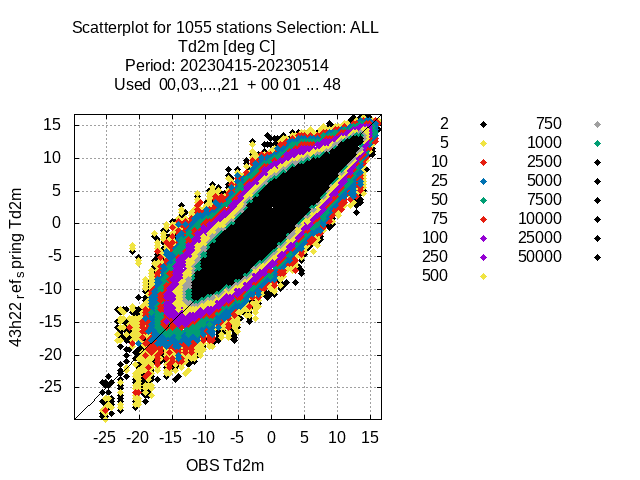 Scatterplot for 1055 stations Selection: ALL
Td2m [deg C]
Period: 20230415-20230514
Used 00,03,...,21 + 00 01 ... 48
43h22_ref_spring Td2m
15
10
5
0
-5
-10
-15
-20
-25
-25 -20 -15 -10 -5 0 5 10 15
OBS Td2m
2 750
5 1000
10 2500
25 5000
50 7500
75 10000
100 25000
250 50000
500